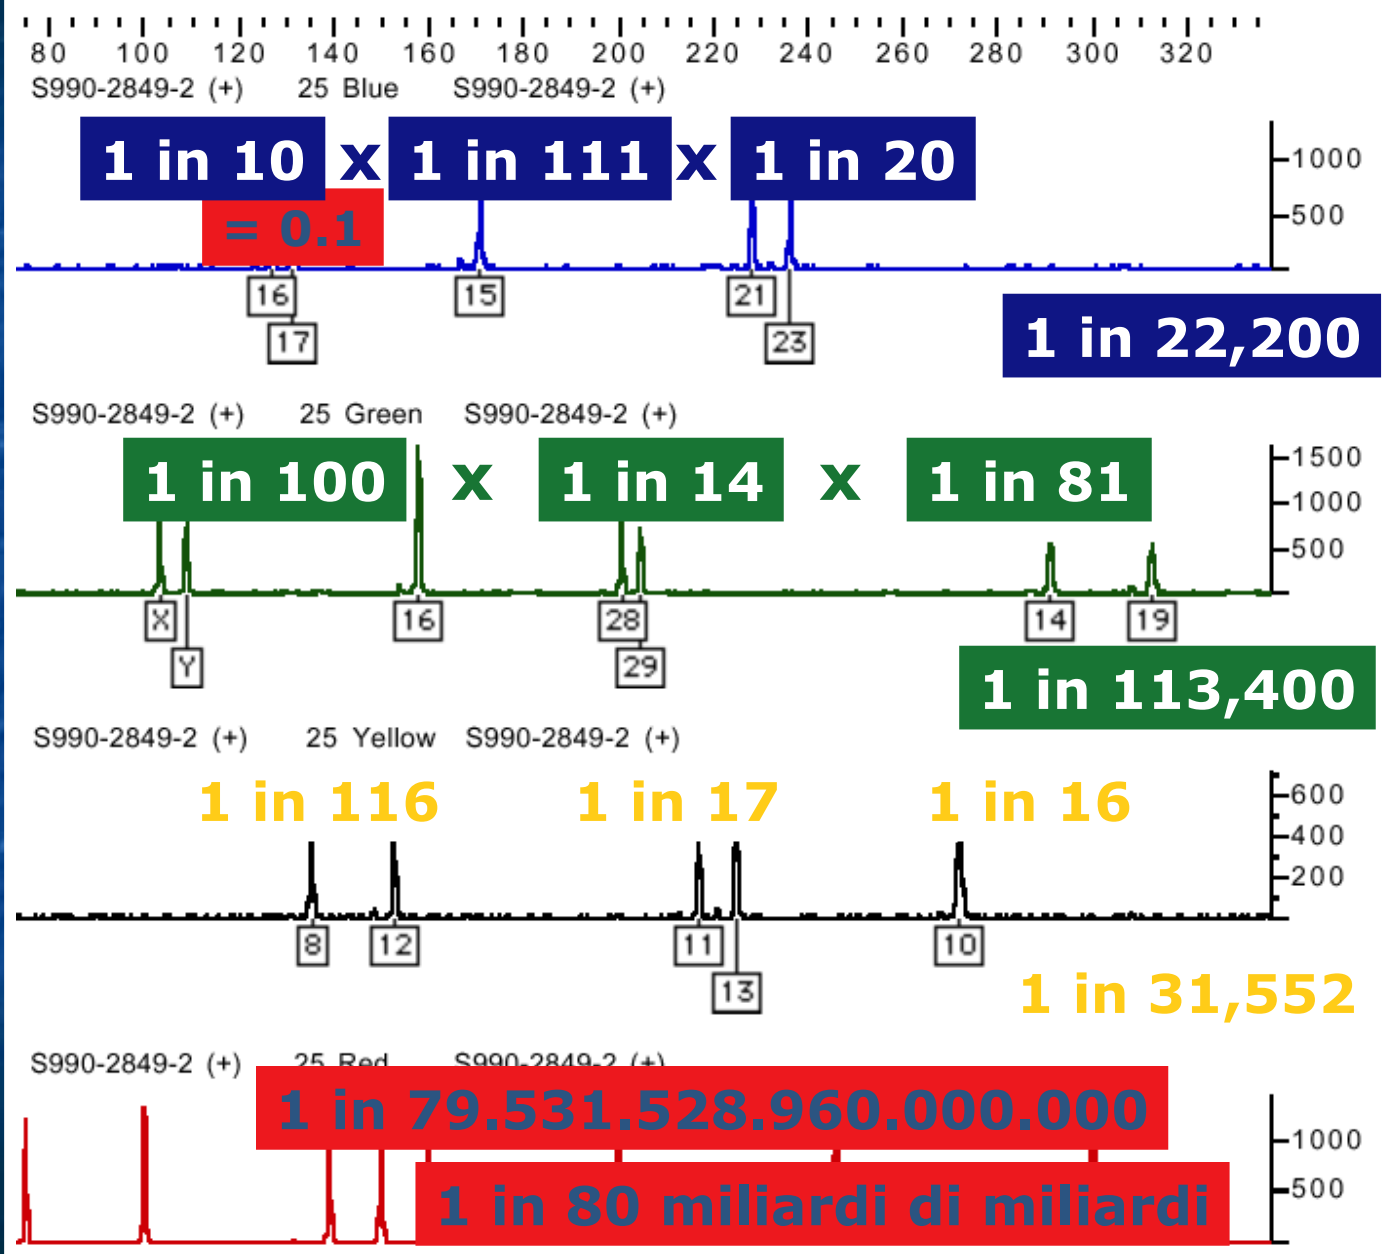 80 100 120 140 160 180 200 220 240 260 280 300 320
S990-2849-2 (+) 25 Blue S990-2849-2 (+)
1 in 10 x 1 in 111 x 1 in 20
1000
= 0.1
500
16 15 21
17 23
1 in 22,200
S990-2849-2 (+) 25 Green S990-2849-2 (+)
1500
1 in 100 x 1 in 14 x 1 in 81
1000
500
X 16 28 14 19
Y 29
1 in 113,400
S990-2849-2 (+) 25 Yellow S990-2849-2 (+)
1 in 116 1 in 17 1 in 16
600
400
200
8 12 11 10
13
1 in 31,552
S990-2849-2 (+) 25 Red S990-2849-2 (+)
1 in 79.531.528.960.000.000
1000
1 in 80 miliardi di miliardi
500